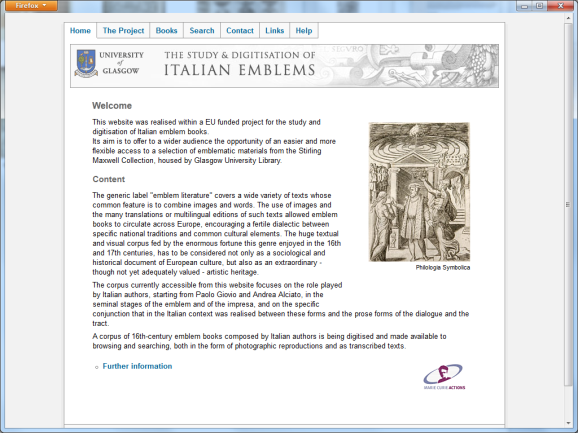 Firefox
Home The Project Books Search Contact Links Help
UNIVERSITY
of
GLASGOW
THE STUDY & DIGITISATION OF
ITALIAN EMBLEMS
Welcome
This website was realised within a EU funded project for the study and
digitisation of Italian emblem books.
Its aim is to offer to a wider audience the opportunity of an easier and more
flexible access to a selection of emblematic materials from the Stirling
Maxwell Collection, housed by Glasgow University Library.
Content
The generic label "emblem literature" covers a wide variety of texts whose
common feature is to combine images and words. The use of images and
the many translations or multilingual editions of such texts allowed emblem
books to circulate across Europe, encouraging a fertile dialectic between
specific national traditions and common cultural elements. The huge textual
and visual corpus fed by the enormous fortune this genre enjoyed in the 16th
and 17th centuries, has to be considered not only as a sociological and
historical document of European culture, but also as an extraordinary -
though not yet adequately valued - artistic heritage.
Philologia Symbolica
The corpus currently accessible from this website focuses on the role played
by Italian authors, starting from Paolo Giovio and Andrea Alciato, in the
seminal stages of the emblem and of the impresa, and on the specific
conjunction that in the Italian context was realised between these forms and the prose forms of the dialogue and the
tract.
A corpus of 16th-century emblem books composed by Italian authors is being digitised and made available to
browsing and searching, both in the form of photographic reproductions and as transcribed texts.
Further information
MARIE CURIE ACTIONS